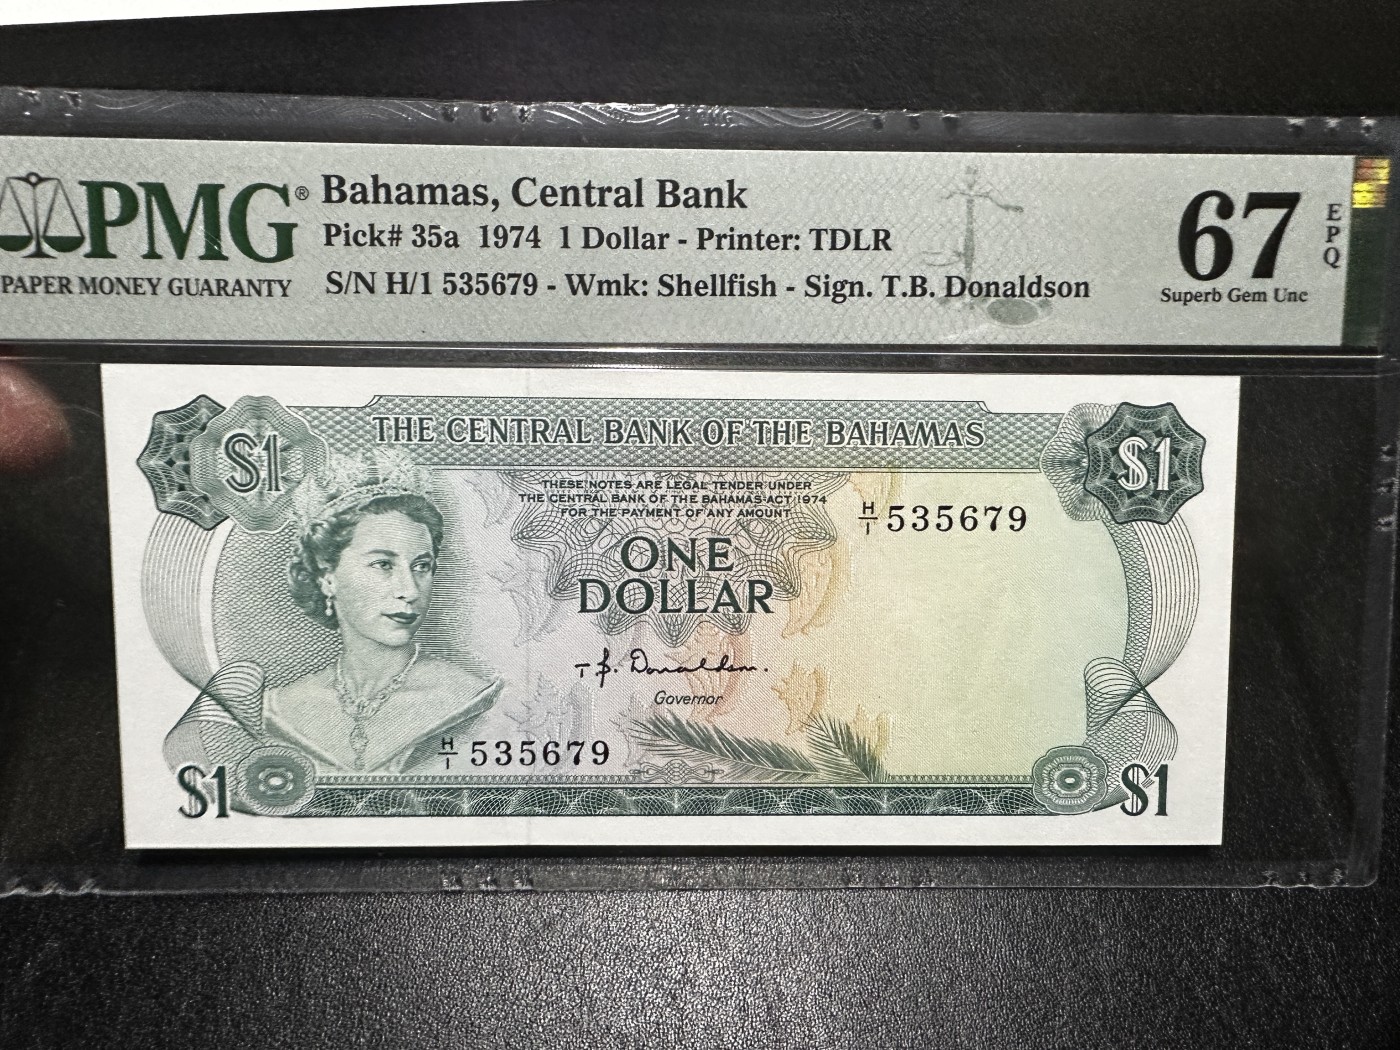 PMG®
PAPER MONEY GUARANTY
Bahamas, Central Bank
Pick# 35a 1974 1 Dollar - Printer: TDLR
S/N H/1 535679 - Wmk: Shellfish - Sign. T.B. Donaldson
67
EPQ
Superb Gem Unc
$1
THE CENTRAL BANK OF THE BAHAMAS
$1
THESE NOTES ARE LEGAL TENDER UNDER
THE CENTRAL BANK OF THE BAHAMAS ACT 1974
FOR THE PAYMENT OF ANY AMOUNT
H/1 535679
ONE
DOLLAR
T B. Donaldson.
Governor
H/1 535679
$1
$1